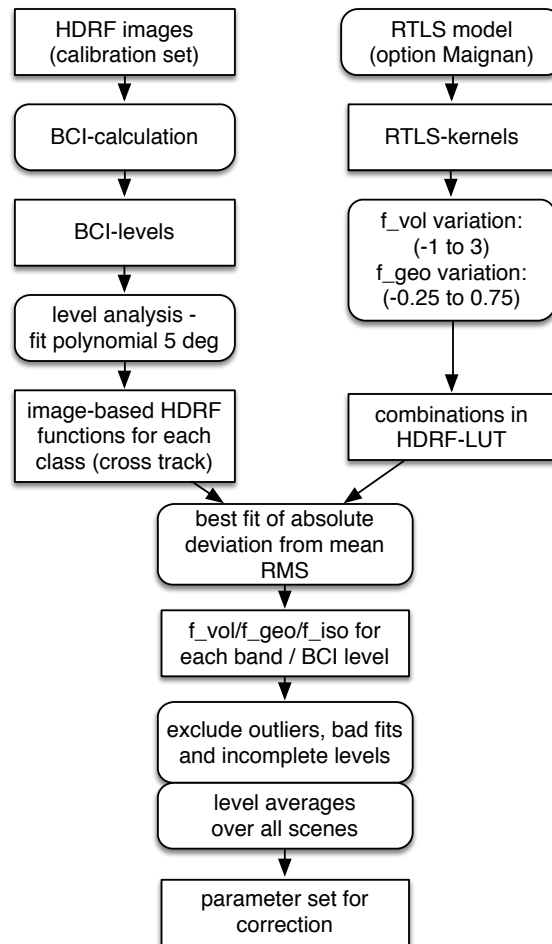 HDRF images
(calibration set)
BCI-calculation
BCI-levels
level analysis -
fit polynomial 5 deg
image-based HDRF
functions for each
class (cross track)
RTLS model
(option Maignan)
RTLS-kernels
f_vol variation:
(-1 to 3)
f_geo variation:
(-0.25 to 0.75)
combinations in
HDRF-LUT
best fit of absolute
deviation from mean
RMS
f_vol/f_geo/f_iso for
each band / BCI level
exclude outliers, bad fits
and incomplete levels
level averages
over all scenes
parameter set for
correction